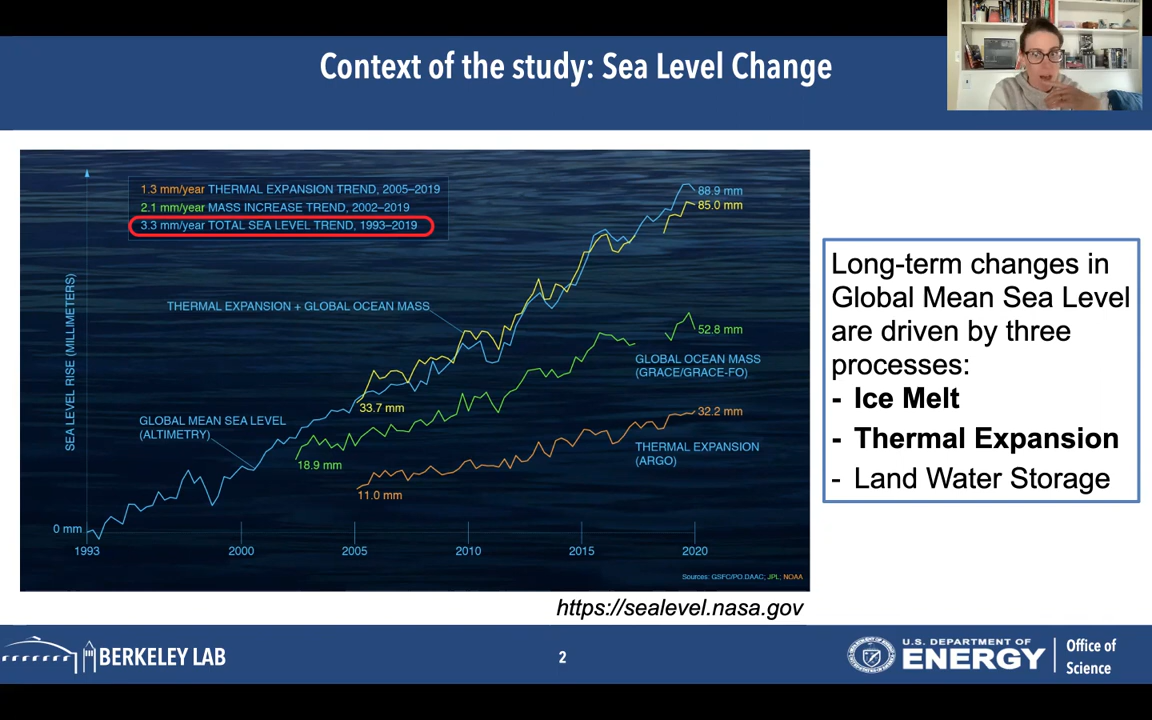 Context of the study: Sea Level Change
1.3 mm/year THERMAL EXPANSION TREND, 2005–2019
2.1 mm/year MASS INCREASE TREND, 2002–2019
3.3 mm/year TOTAL SEA LEVEL TREND, 1993–2019
88.9 mm
85.0 mm
SEA LEVEL RISE (MILLIMETERS)
THERMAL EXPANSION + GLOBAL OCEAN MASS
52.8 mm
GLOBAL OCEAN MASS
(GRACE/GRACE-FO)
33.7 mm
32.2 mm
GLOBAL MEAN SEA LEVEL
(ALTIMETRY)
THERMAL EXPANSION
(ARGO)
18.9 mm
11.0 mm
0 mm
1993
2000
2005
2010
2015
2020
Sources: GSFC/PO.DAAC; JPL; NOAA
https://sealevel.nasa.gov
Long-term changes in
Global Mean Sea Level
are driven by three
processes:
- Ice Melt
- Thermal Expansion
- Land Water Storage
BERKELEY LAB
2
U.S. DEPARTMENT OF
ENERGY
Office of
Science